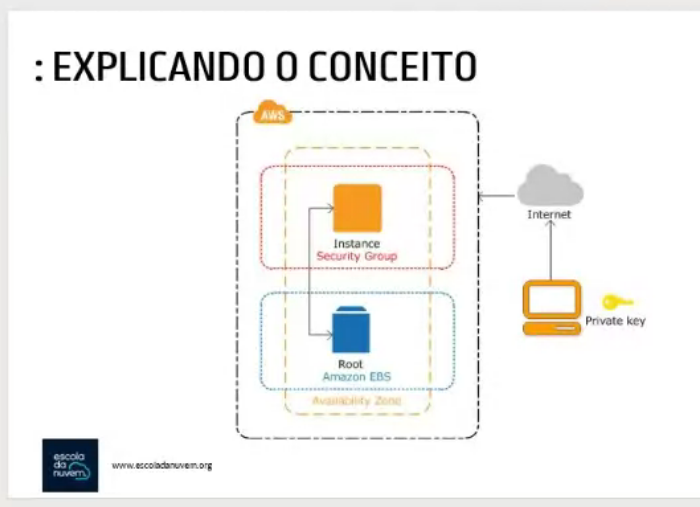 : EXPLICANDO O CONCEITO
AWS
Instance
Security Group
Internet
Private key
Root
Amazon EBS
Availability Zone
escola
da
nuvem
www.escoladanuvem.org